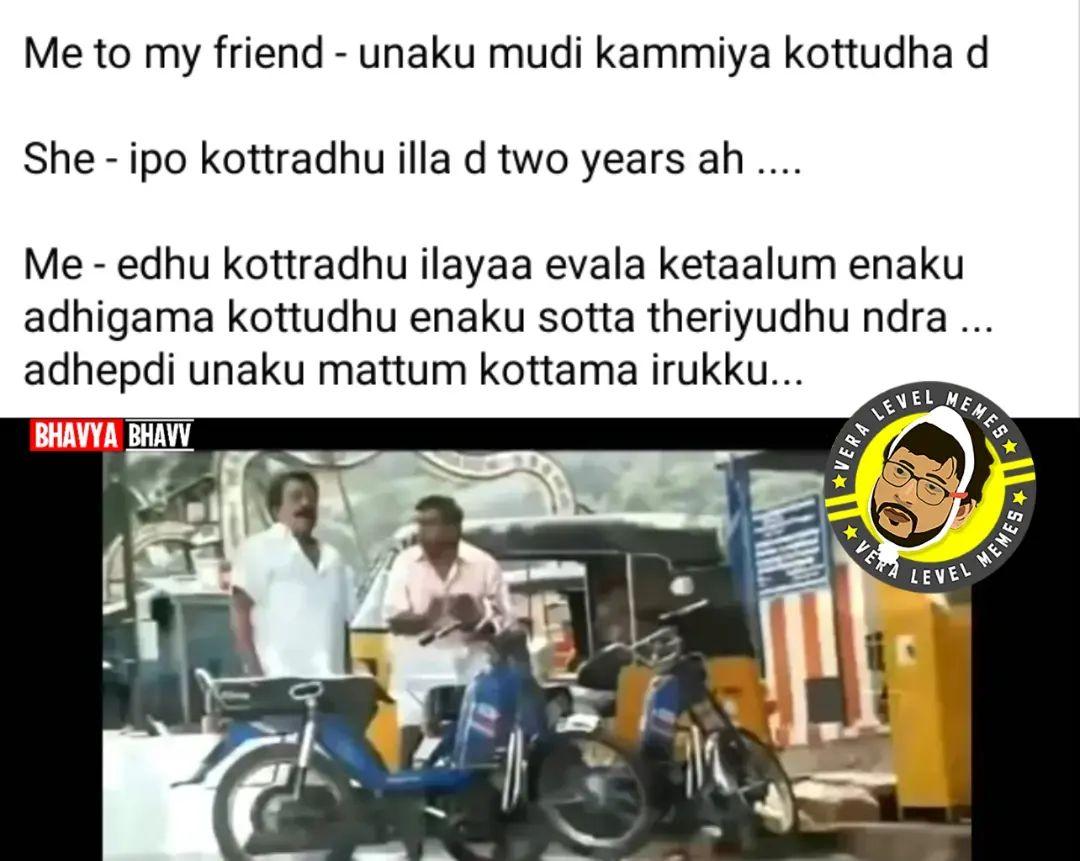 Me to my friend - unaku mudi kammiya kottudha d
She - ipo kottradhu illa d two years ah ....
Me - edhu kottradhu ilayaa evala ketaalum enaku
adhigama kottudhu enaku sotta theriyudhu ndra ...
adhepdi unaku mattum kottama irukku...
BHAVYA BHAVV
VERA LEVEL MEMES
VERA LEVEL MEMES